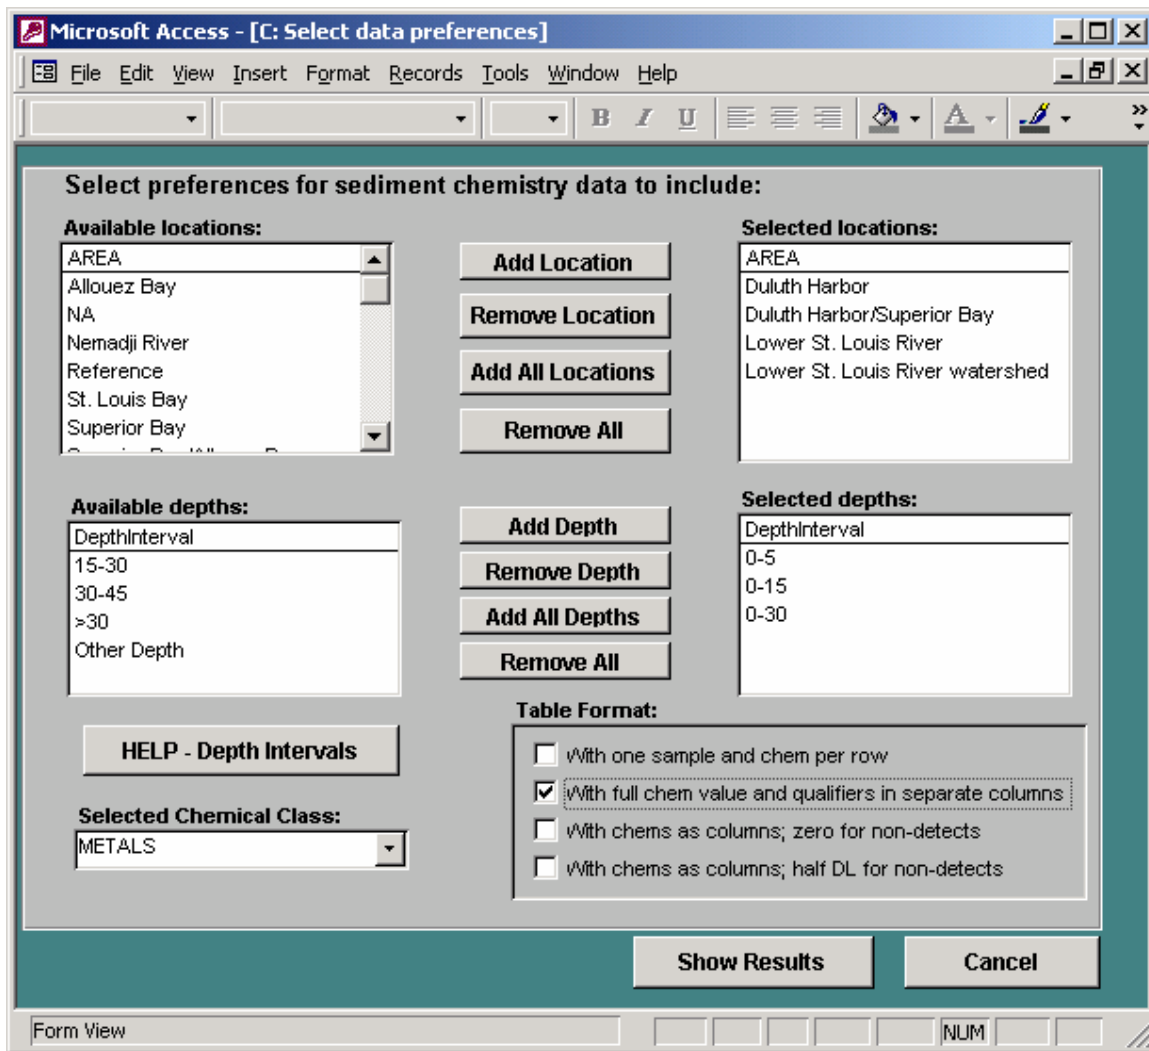 Microsoft Access - [C: Select data preferences]
File Edit View Insert Format Records Tools Window Help
B I U A
Select preferences for sediment chemistry data to include:
Available locations:
AREA
Allouez Bay
NA
Nemadji River
Reference
St. Louis Bay
Superior Bay
Add Location
Remove Location
Add All Locations
Remove All
Selected locations:
AREA
Duluth Harbor
Duluth Harbor/Superior Bay
Lower St. Louis River
Lower St. Louis River watershed
Available depths:
DepthInterval
15-30
30-45
>30
Other Depth
Add Depth
Remove Depth
Add All Depths
Remove All
Selected depths:
DepthInterval
0-5
0-15
0-30
HELP - Depth Intervals
Selected Chemical Class:
METALS
Table Format:
With one sample and chem per row
With full chem value and qualifiers in separate columns
With chems as columns; zero for non-detects
With chems as columns; half DL for non-detects
Show Results
Cancel
Form View
NUM